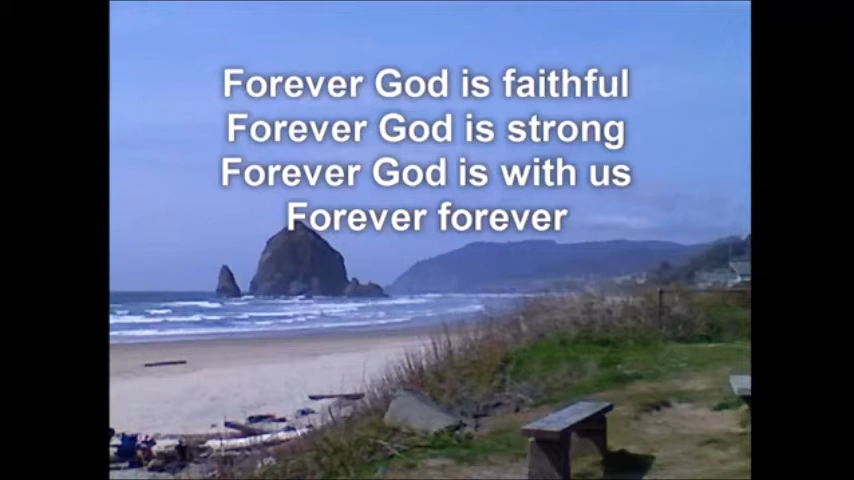 Forever God is faithful
Forever God is strong
Forever God is with us
Forever forever